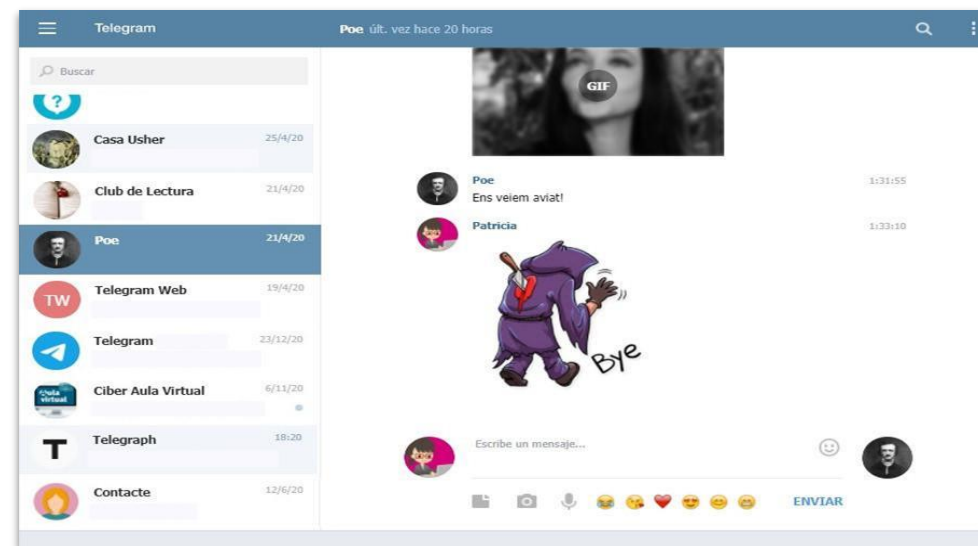 Telegram
Poe últ. vez hace 20 horas
Buscar
?
Casa Usher 25/4/20
Club de Lectura 21/4/20
Poe 21/4/20
TW Telegram Web 19/4/20
Telegram 23/12/20
Aula virtual
Ciber Aula Virtual 6/11/20
T Telegraph 18:20
Contacte 12/6/20
GIF
Poe 1:31:55
Ens veiem aviat!
Patricia 1:33:10
Bye
Escribe un mensaje...
ENVIAR